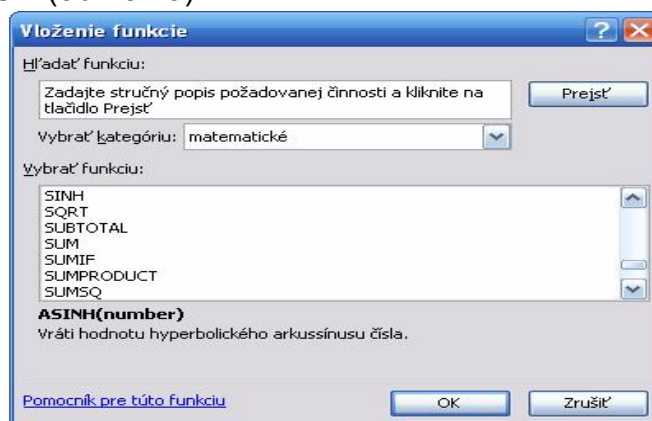 Vloženie funkcie
Hľadať funkciu:
Zadajte stručný popis požadovanej činnosti a kliknite na
tlačidlo Prejsť
Prejsť
Vybrať kategóriu: matematické
Vybrať funkciu:
SINH
SQRT
SUBTOTAL
SUM
SUMIF
SUMPRODUCT
SUMSQ
ASINH(number)
Vráti hodnotu hyperbolického arkussínusu čísla.
Pomocník pre túto funkciu
OK
Zrušiť